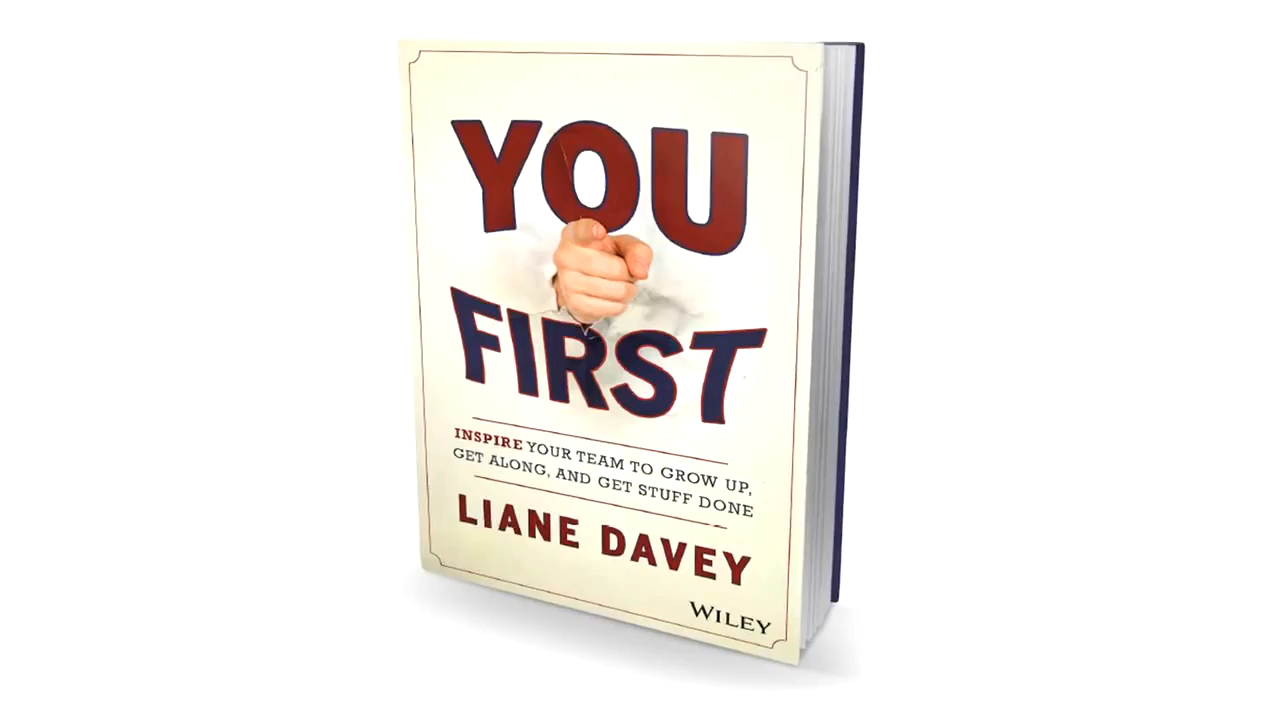 YOU
FIRST
INSPIRE YOUR TEAM TO GROW UP,
GET ALONG, AND GET STUFF DONE
LIANE DAVEY
WILEY